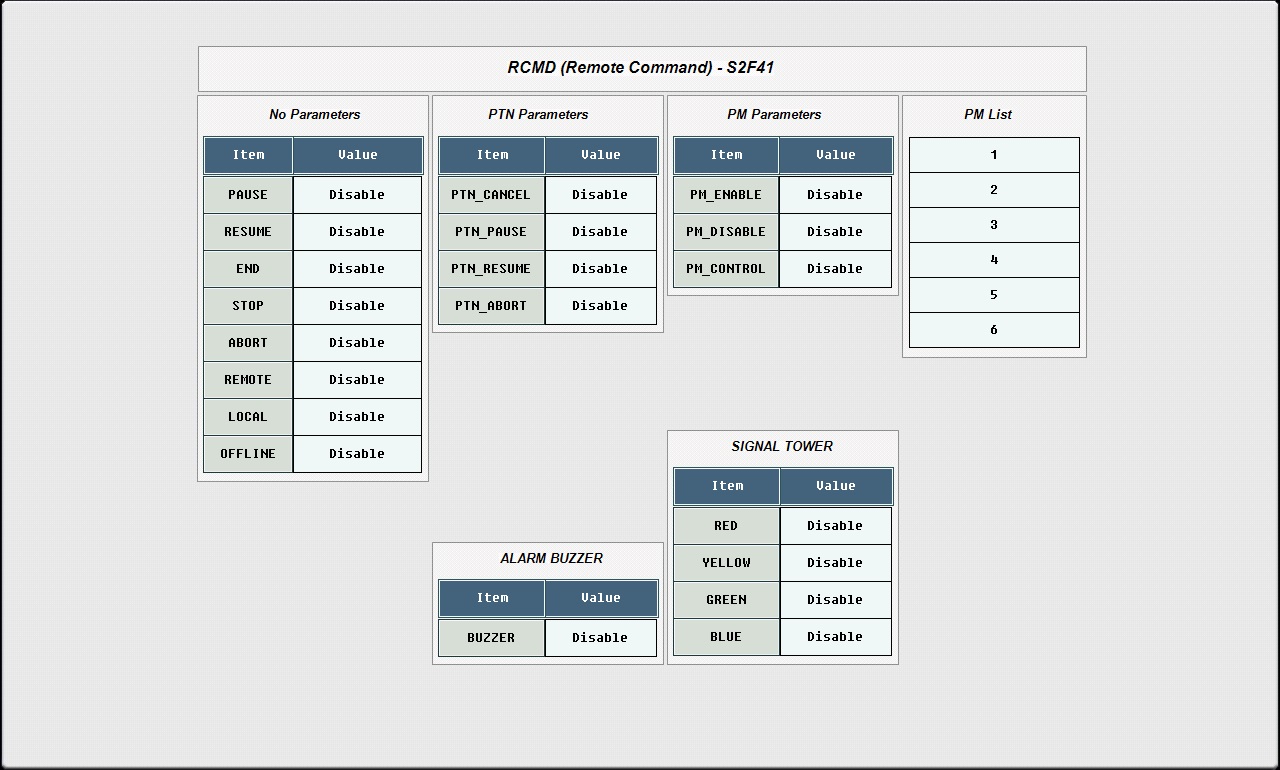 RCMD (Remote Command) - S2F41
No Parameters
Item Value
PAUSE Disable
RESUME Disable
END Disable
STOP Disable
ABORT Disable
REMOTE Disable
LOCAL Disable
OFFLINE Disable
PTN Parameters
Item Value
PTN_CANCEL Disable
PTN_PAUSE Disable
PTN_RESUME Disable
PTN_ABORT Disable
PM Parameters
Item Value
PM_ENABLE Disable
PM_DISABLE Disable
PM_CONTROL Disable
PM List
1
2
3
4
5
6
ALARM BUZZER
Item Value
BUZZER Disable
SIGNAL TOWER
Item Value
RED Disable
YELLOW Disable
GREEN Disable
BLUE Disable